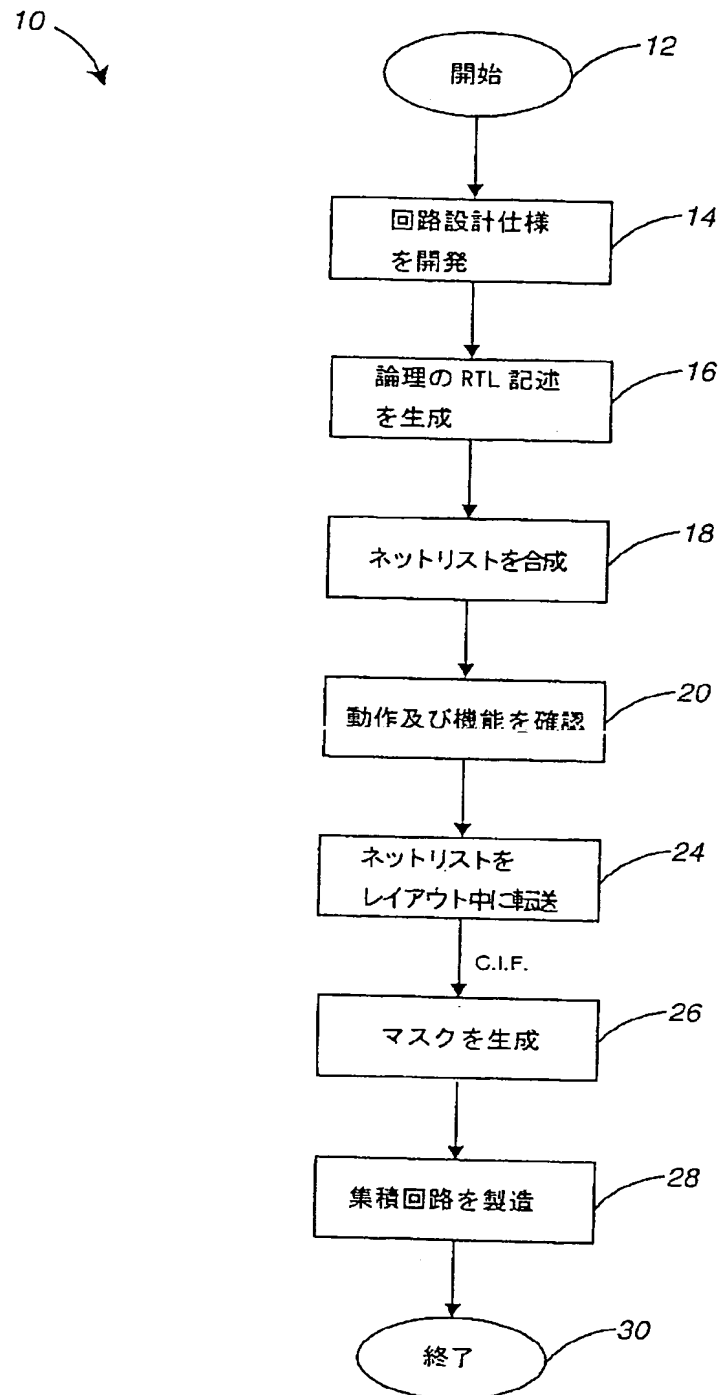 10
開始
12
回路設計仕様
を開発
14
論理の RTL 記述
を生成
16
ネットリストを合成
18
動作及び機能を確認
20
ネットリストを
レイアウト中に転送
24
C.I.F.
マスクを生成
26
集積回路を製造
28
終了
30